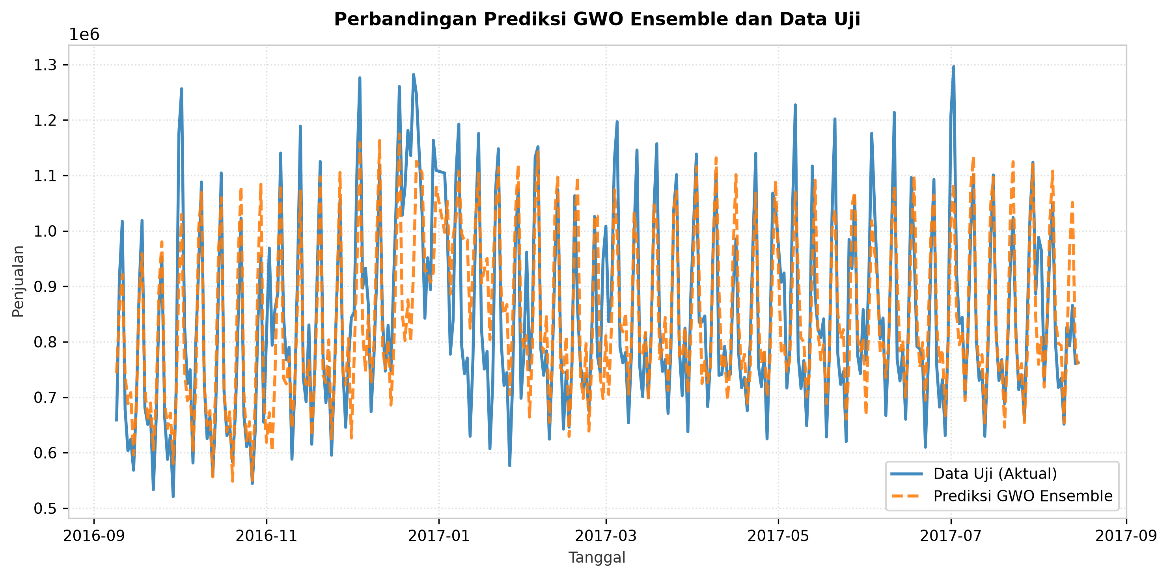 Perbandingan Prediksi GWO Ensemble dan Data Uji
1e6
1.3
1.2
1.1
1.0
0.9
0.8
0.7
0.6
0.5
Penjualan
2016-09
2016-11
2017-01
2017-03
2017-05
2017-07
2017-09
Tanggal
Data Uji (Aktual)
Prediksi GWO Ensemble